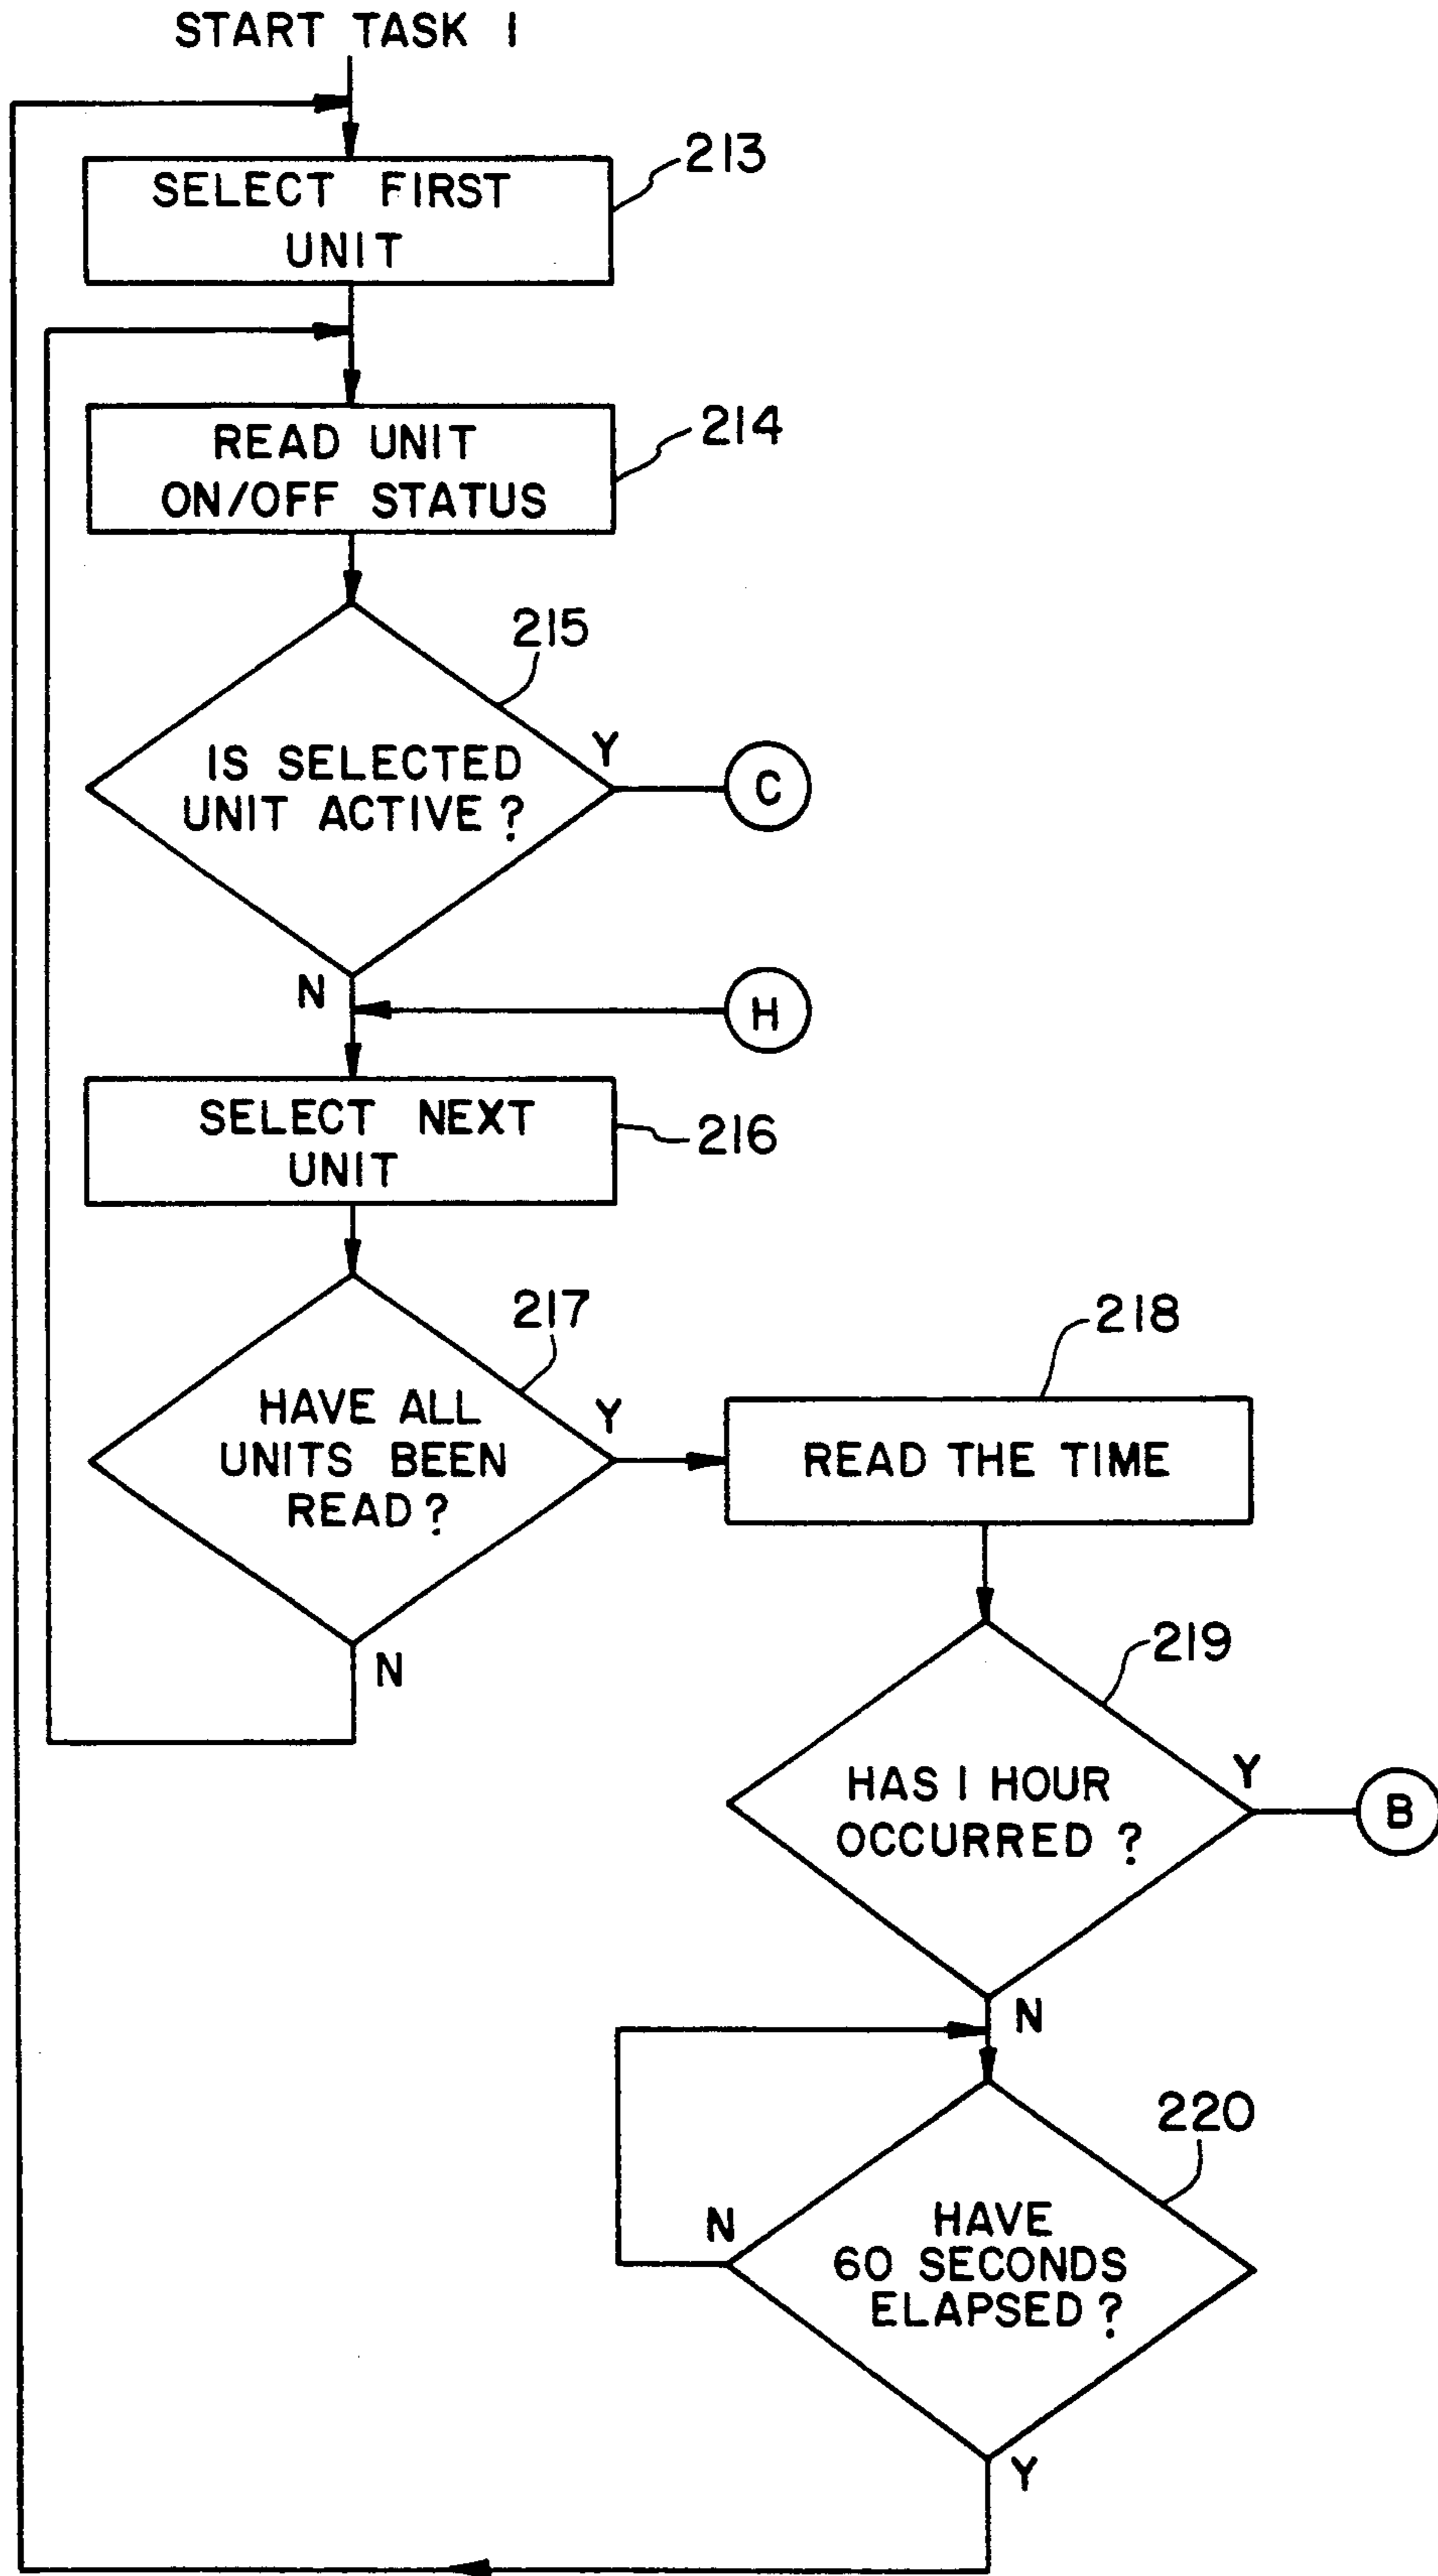 START TASK 1
213
SELECT FIRST
UNIT
214
READ UNIT
ON/OFF STATUS
215
IS SELECTED
UNIT ACTIVE?
Y
C
N
H
216
SELECT NEXT
UNIT
217
HAVE ALL
UNITS BEEN
READ?
Y
N
218
READ THE TIME
219
HAS 1 HOUR
OCCURRED?
Y
B
N
220
HAVE
60 SECONDS
ELAPSED?
N
Y